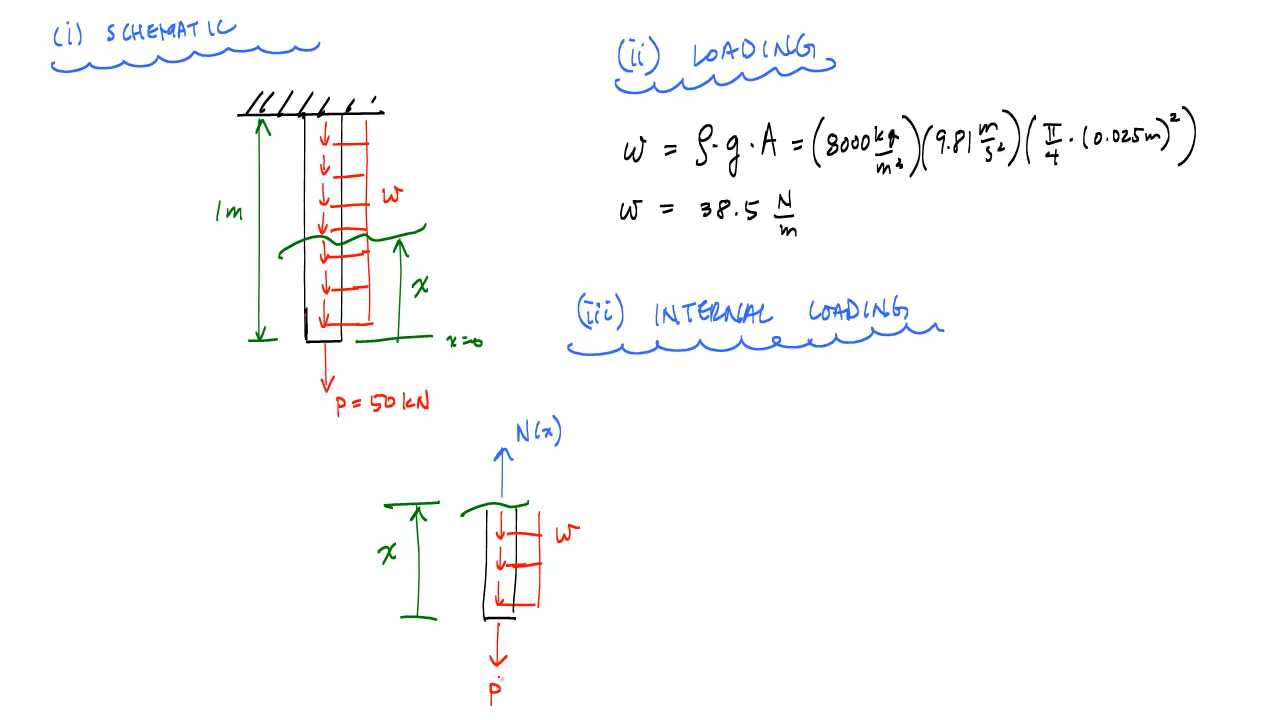 (i) SCHEMATIC
1m
w
x
x=0
P = 50 kN
(ii) LOADING
w = ρ·g·A = (8000 kg/m³)(9.81 m/s²)(π/4 · (0.025m)²)
w = 38.5 N/m
(iii) INTERNAL LOADING
N(x)
x
w
P